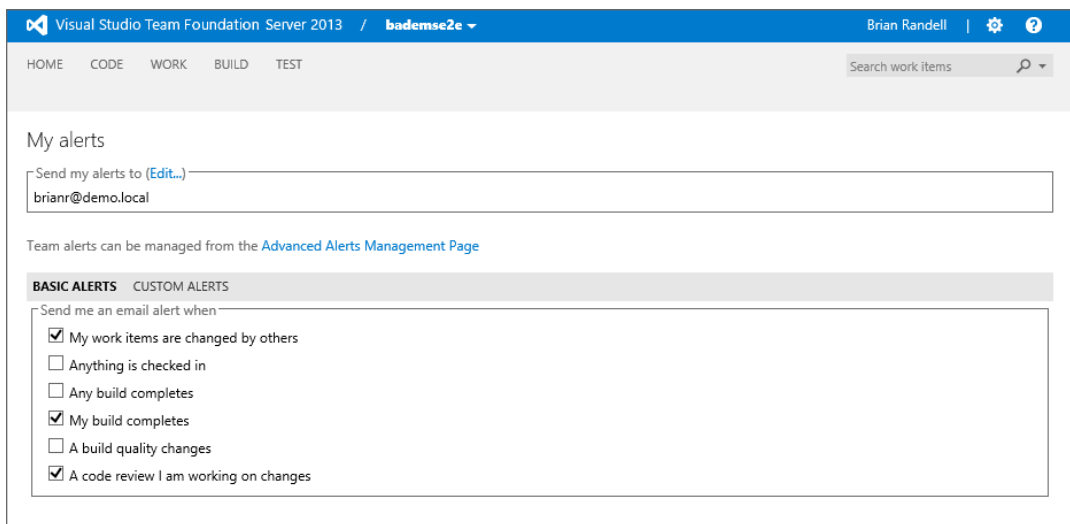 Visual Studio Team Foundation Server 2013 / bademse2e Brian Randell |
HOME CODE WORK BUILD TEST Search work items
My alerts
Send my alerts to (Edit...)
brianr@demo.local
Team alerts can be managed from the Advanced Alerts Management Page
BASIC ALERTS CUSTOM ALERTS
Send me an email alert when
My work items are changed by others
Anything is checked in
Any build completes
My build completes
A build quality changes
A code review I am working on changes